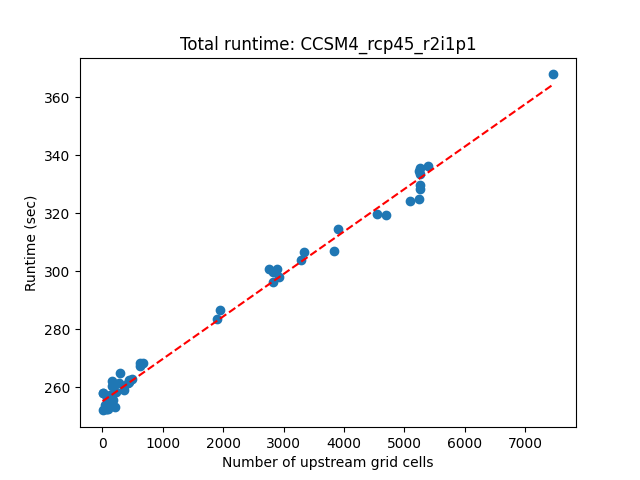 Total runtime: CCSM4_rcp45_r2i1p1
Runtime (sec)
360
340
320
300
280
260
0 1000 2000 3000 4000 5000 6000 7000
Number of upstream grid cells